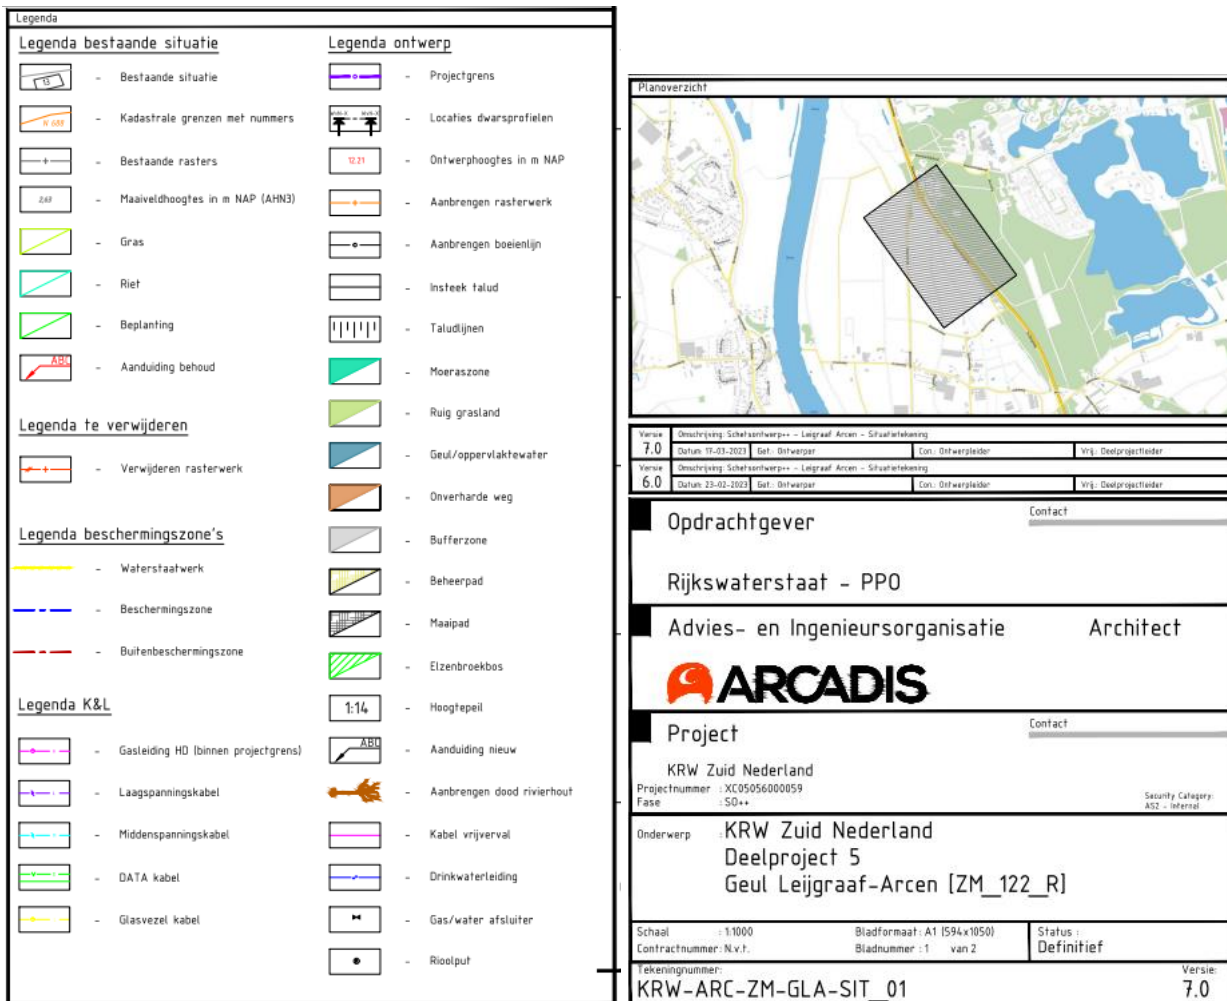 Legenda
Legenda bestaande situatie
13
- Bestaande situatie
N 688
- Kadastrale grenzen met nummers
- Bestaande rasters
2,63
- Maaiveldhoogtes in m NAP (AHN3)
- Gras
- Riet
- Beplanting
ABC
- Aanduiding behoud
Legenda te verwijderen
- Verwijderen rasterwerk
Legenda beschermingszone's
- Waterstaatwerk
- Beschermingszone
- Buitenbeschermingszone
Legenda K&L
- Gasleiding HD (binnen projectgrens)
- Laagspanningskabel
- Middenspanningskabel
- DATA kabel
- Glasvezel kabel
Legenda ontwerp
- Projectgrens
- Locaties dwarsprofielen
12.21
- Ontwerphoogtes in m NAP
- Aanbrengen rasterwerk
- Aanbrengen boeienlijn
- Insteek talud
- Taludlijnen
- Moeraszone
- Ruig grasland
- Geul/oppervlaktewater
- Onverharde weg
- Bufferzone
- Beheerpad
- Maaipad
- Elzenbroekbos
1:14
- Hoogtepeil
ABC
- Aanduiding nieuw
- Aanbrengen dood rivierhout
- Kabel vrijverval
- Drinkwaterleiding
- Gas/water afsluiter
- Rioolput
Planoverzicht
Versie Omschrijving: Schetsontwerp++ - Leigraaf Arcen - Situatietekening
7.0 Datum: 17-03-2023 Get.: Ontwerper Con.: Ontwerpleider Vrij.: Deelprojectleider
Versie Omschrijving: Schetsontwerp++ - Leigraaf Arcen - Situatietekening
6.0 Datum: 23-02-2023 Get.: Ontwerper Con.: Ontwerpleider Vrij.: Deelprojectleider
Opdrachtgever Contact
Rijkswaterstaat - PPO
Advies- en Ingenieursorganisatie Architect
ARCADIS
Project Contact
KRW Zuid Nederland
Projectnummer : XC05056000059
Fase : SO++
Security Category:
AS2 - Internal
Onderwerp : KRW Zuid Nederland
Deelproject 5
Geul Leijgraaf-Arcen [ZM_122_R]
Schaal : 1:1000 Bladformaat: A1 (594x1050) Status :
Contractnummer: N.v.t. Bladnummer : 1 van 2 Definitief
Tekeningnummer: Versie:
KRW-ARC-ZM-GLA-SIT_01 7.0